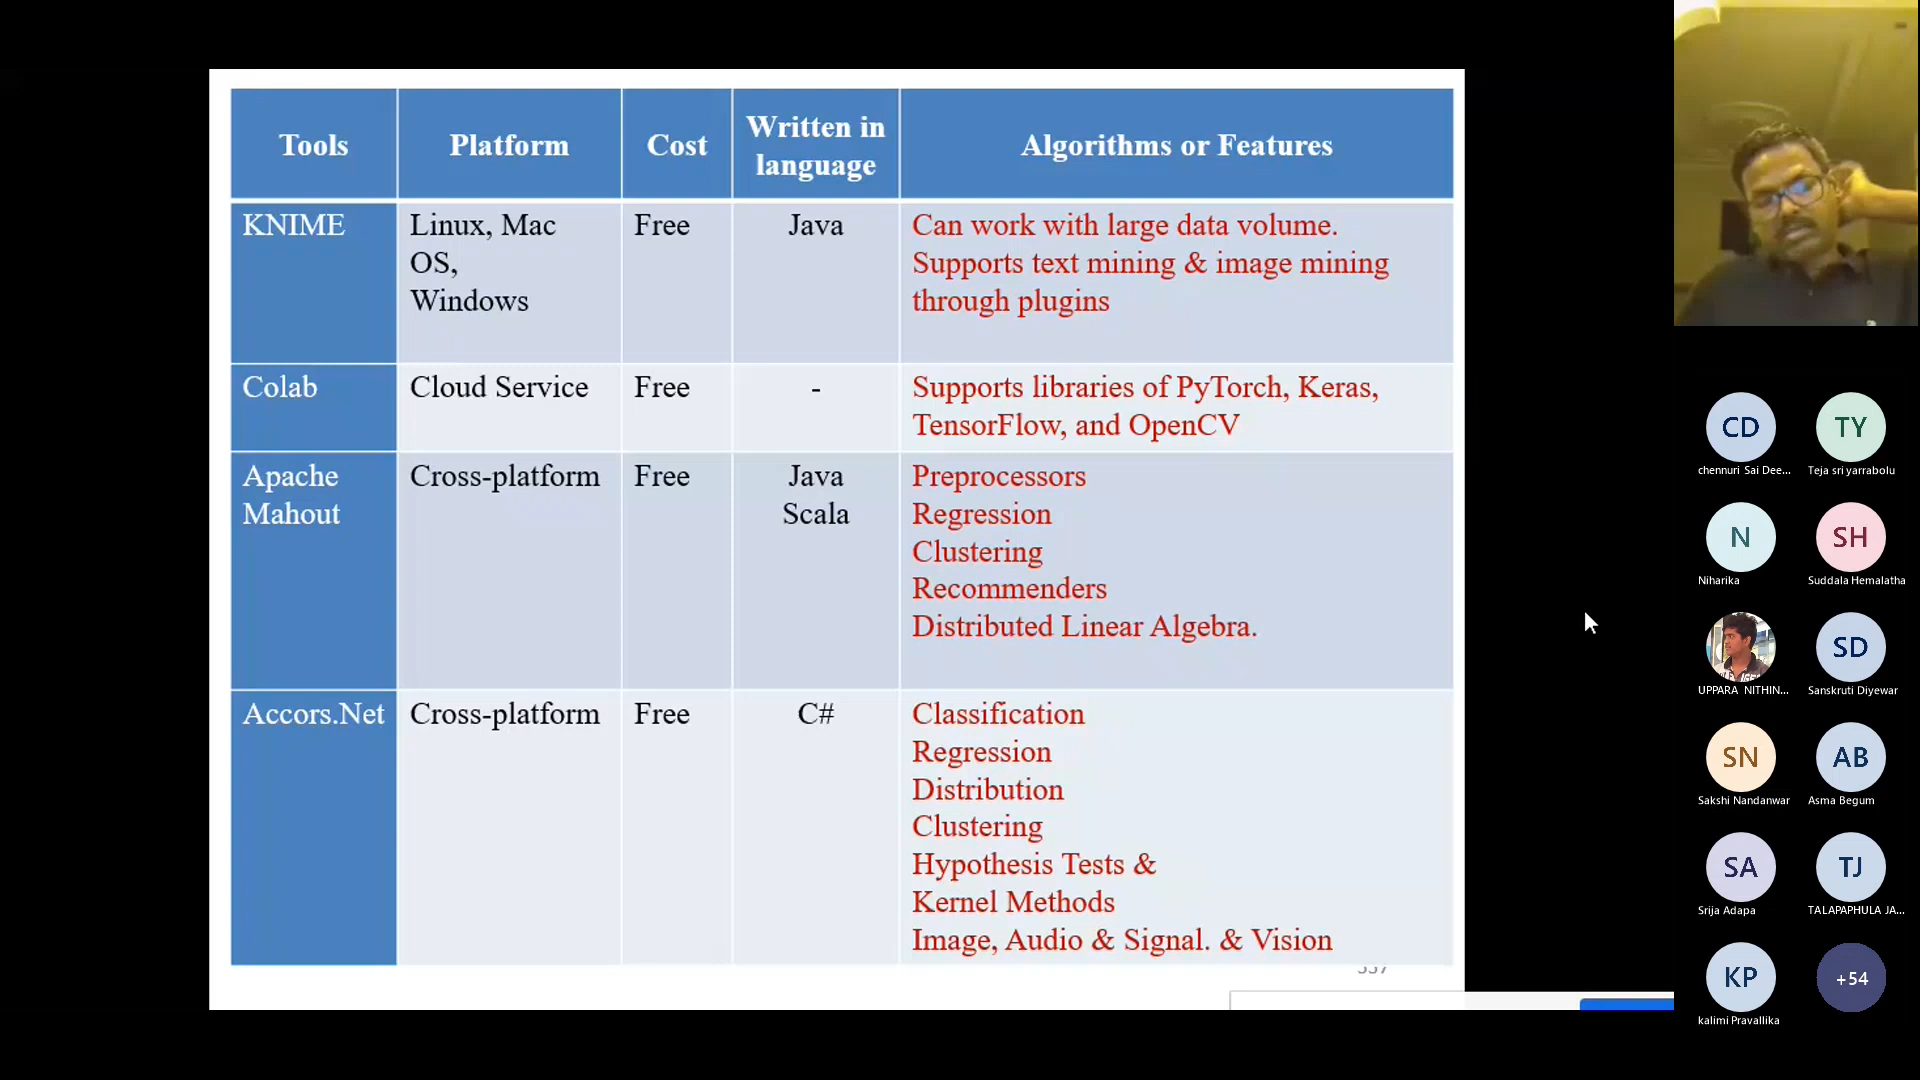 Tools
Platform
Cost
Written in
language
Algorithms or Features
KNIME
Linux, Mac
OS,
Windows
Free
Java
Can work with large data volume.
Supports text mining & image mining
through plugins
Colab
Cloud Service
Free
-
Supports libraries of PyTorch, Keras,
TensorFlow, and OpenCV
Apache
Mahout
Cross-platform
Free
Java
Scala
Preprocessors
Regression
Clustering
Recommenders
Distributed Linear Algebra.
Accors.Net
Cross-platform
Free
C#
Classification
Regression
Distribution
Clustering
Hypothesis Tests &
Kernel Methods
Image, Audio & Signal. & Vision
CD
chennuri Sai Dee...
TY
Teja sri yarrabolu
N
Niharika
SH
Suddala Hemalatha
UPPARA NITHIN...
SD
Sanskruti Diyewar
SN
Sakshi Nandanwar
AB
Asma Begum
SA
Srija Adapa
TJ
TALAPAPHULA JA...
KP
kalimi Pravallika
+54